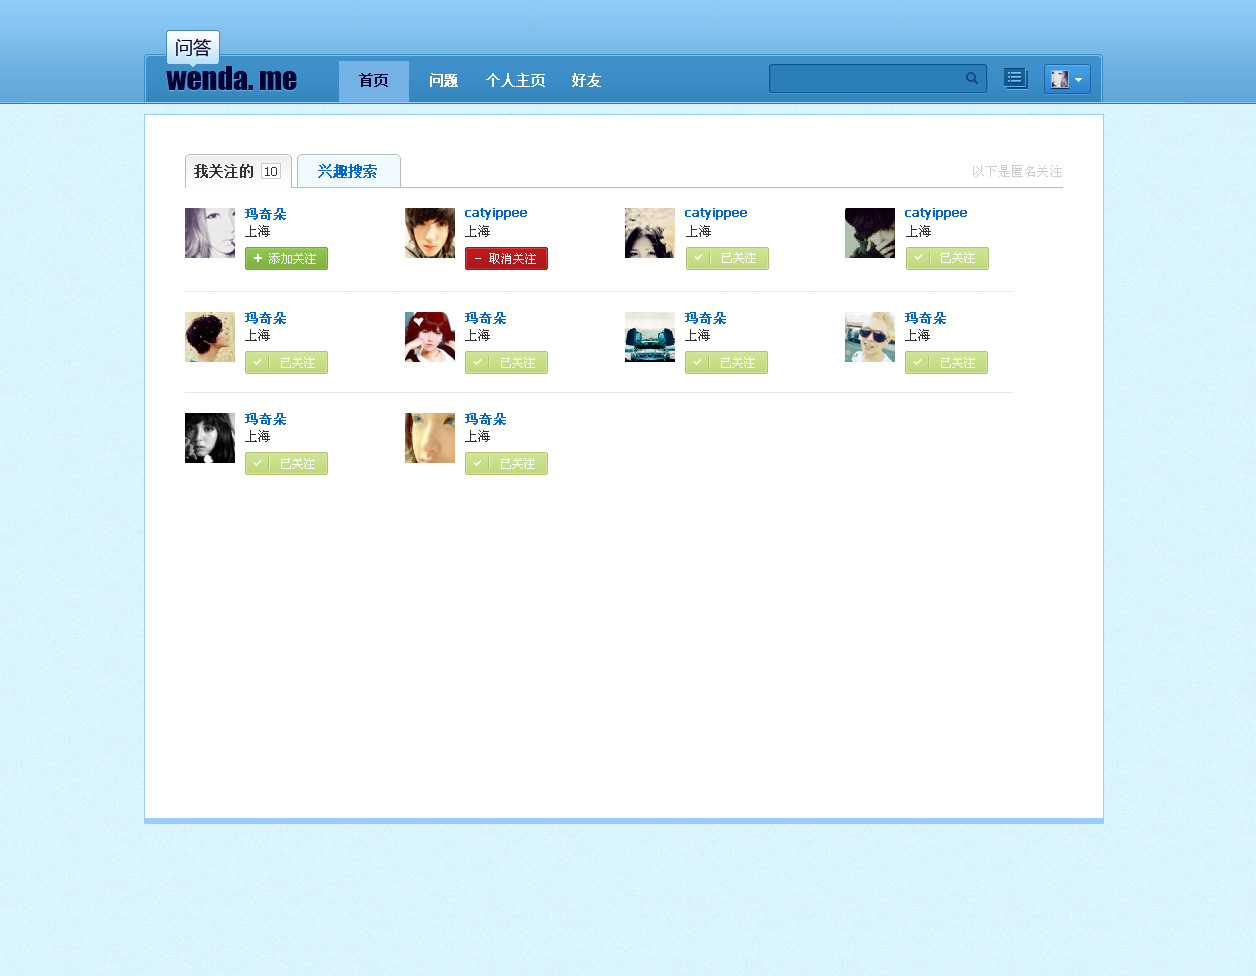 问答
wenda. me
首页 问题 个人主页 好友
我关注的 10 兴趣搜索 以下是匿名关注
玛奇朵 catyippee catyippee catyippee
上海 上海 上海 上海
添加关注 取消关注 已关注 已关注
玛奇朵 玛奇朵 玛奇朵 玛奇朵
上海 上海 上海 上海
已关注 已关注 已关注 已关注
玛奇朵 玛奇朵
上海 上海
已关注 已关注